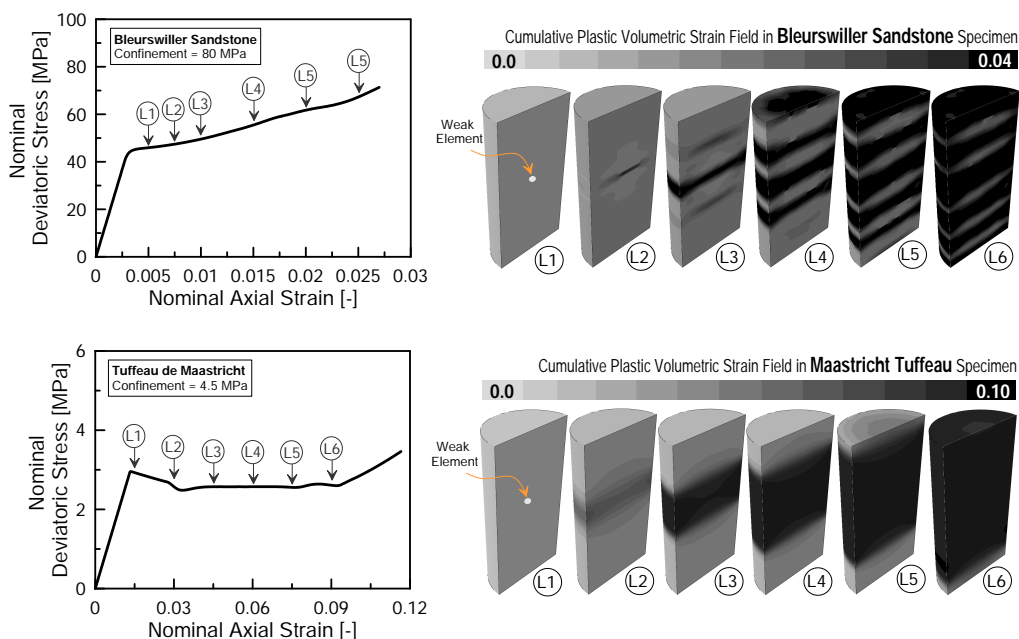 Nominal
Deviatoric Stress [MPa]
100
80
60
40
20
0
Bleurswiller Sandstone
Confinement = 80 MPa
L1
L2
L3
L4
L5
L5
0
0.005
0.01
0.015
0.02
0.025
0.03
Nominal Axial Strain [-]
Cumulative Plastic Volumetric Strain Field in Bleurswiller Sandstone Specimen
0.0
0.04
Weak
Element
L1
L2
L3
L4
L5
L6
Nominal
Deviatoric Stress [MPa]
6
4
2
0
Tuffeau de Maastricht
Confinement = 4.5 MPa
L1
L2
L3
L4
L5
L6
0
0.03
0.06
0.09
0.12
Nominal Axial Strain [-]
Cumulative Plastic Volumetric Strain Field in Maastricht Tuffeau Specimen
0.0
0.10
Weak
Element
L1
L2
L3
L4
L5
L6